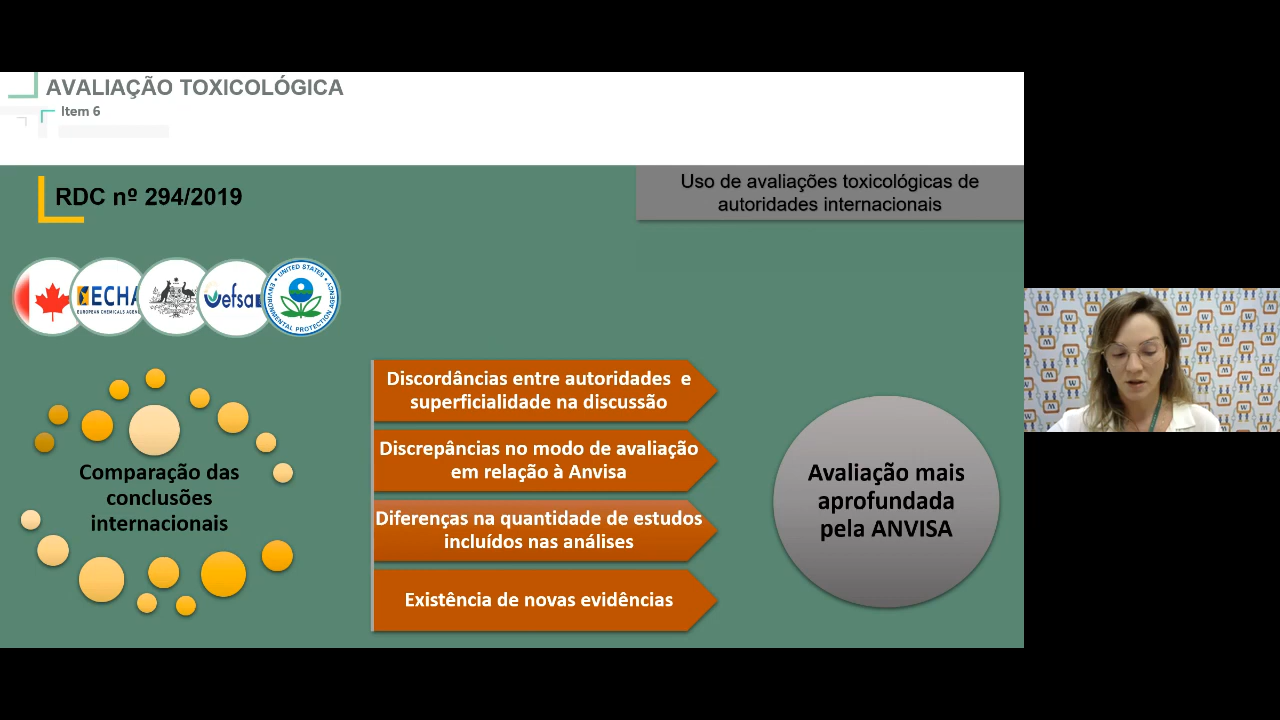 AVALIAÇÃO TOXICOLÓGICA
Item 6
RDC nº 294/2019
Uso de avaliações toxicológicas de
autoridades internacionais
ECHA
EUROPEAN CHEMICALS AGEN
efsa
UNITED STATES
ENVIRONMENTAL PROTECTION AGENCY
Comparação das
conclusões
internacionais
Discordâncias entre autoridades e
superficialidade na discussão
Discrepâncias no modo de avaliação
em relação à Anvisa
Diferenças na quantidade de estudos
incluídos nas análises
Existência de novas evidências
Avaliação mais
aprofundada
pela ANVISA